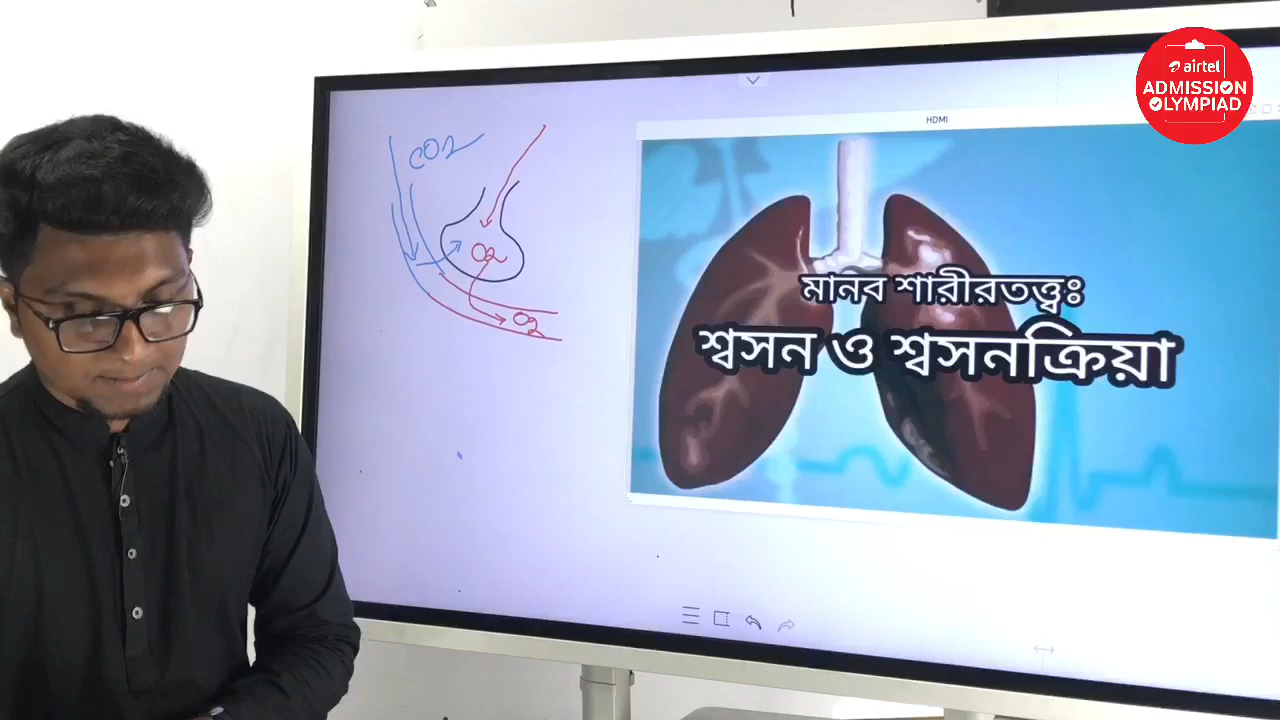 airtel
ADMISSION
OLYMPIAD
HDMI
CO2
O2
O2
মানব শারীরতত্ত্বঃ
শ্বসন ও শ্বসনক্রিয়া